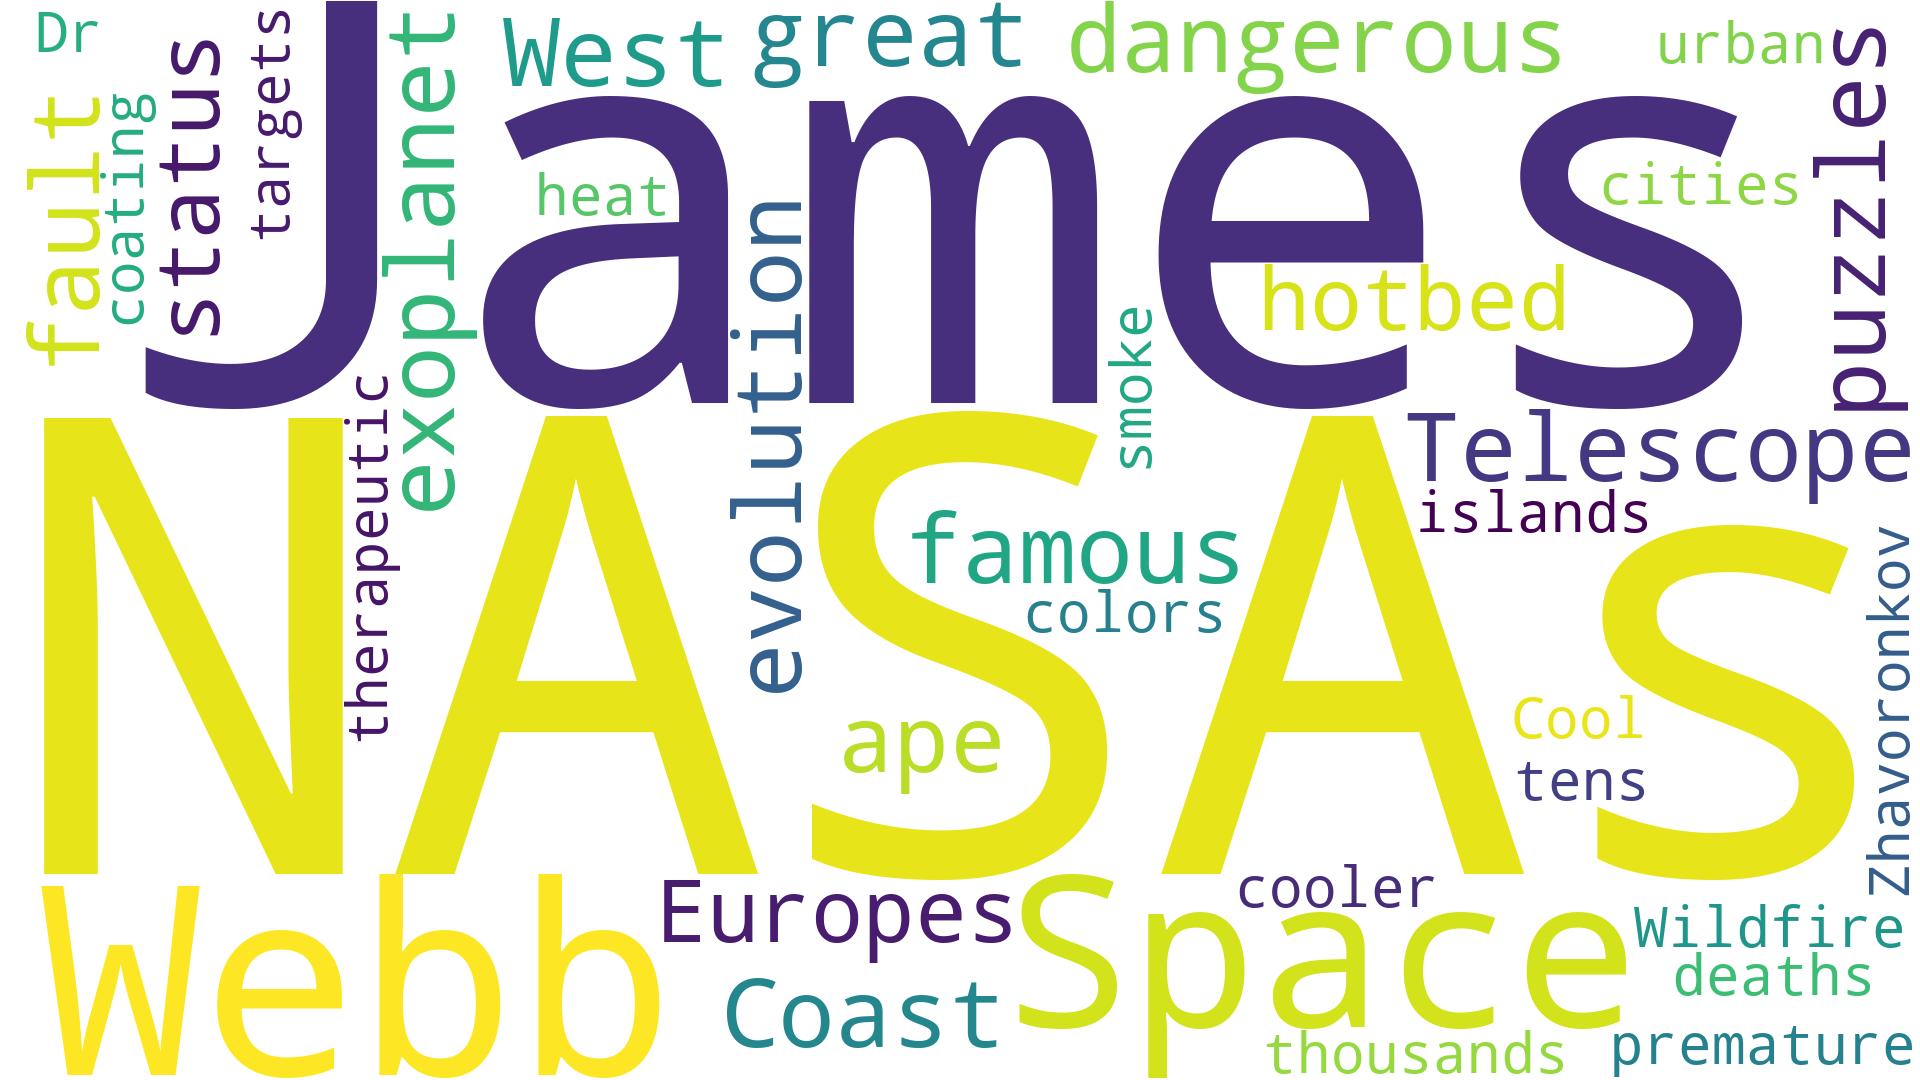 Dr
West
great
dangerous
urban
fault
coating
status
targets
exoplanet
James
heat
cities
puzzles
evolution
hotbed
smoke
therapeutic
NASAs
Telescope
islands
famous
colors
Zhavoronkov
ape
Cool
tens
Webb
Europes
Space
cooler
Wildfire
deaths
Coast
thousands
premature